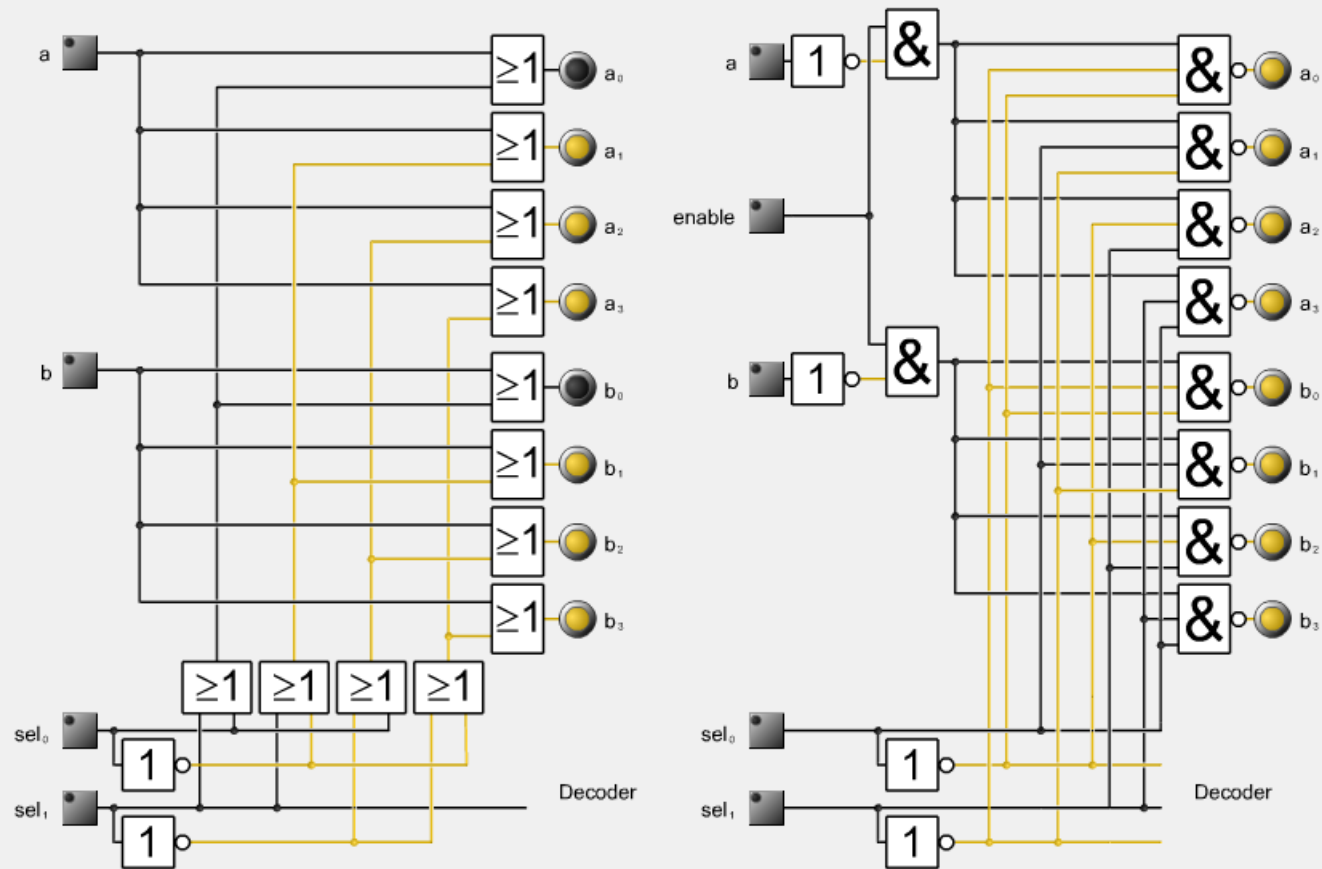 a
≥1
a₀
≥1
a₁
≥1
a₂
≥1
a₃
b
≥1
b₀
≥1
b₁
≥1
b₂
≥1
b₃
≥1 ≥1 ≥1 ≥1
sel₀
1
sel₁
1
Decoder
a
1
&
&
a₀
&
a₁
enable
&
a₂
&
a₃
b
1
&
&
b₀
&
b₁
&
b₂
&
b₃
sel₀
1
sel₁
1
Decoder